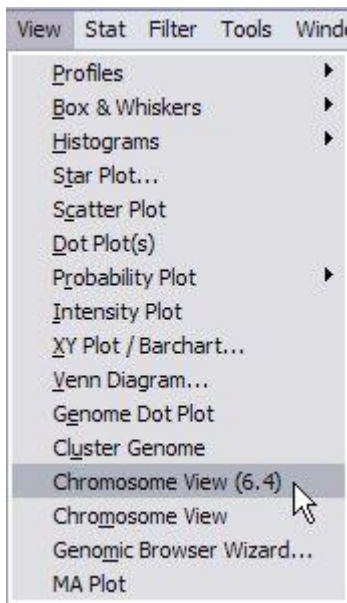 View Stat Filter Tools
Profiles
Box & Whiskers
Histograms
Star Plot...
Scatter Plot
Dot Plot(s)
Probability Plot
Intensity Plot
XY Plot / Barchart...
Venn Diagram...
Genome Dot Plot
Cluster Genome
Chromosome View (6.4)
Chromosome View
Genomic Browser Wizard...
MA Plot